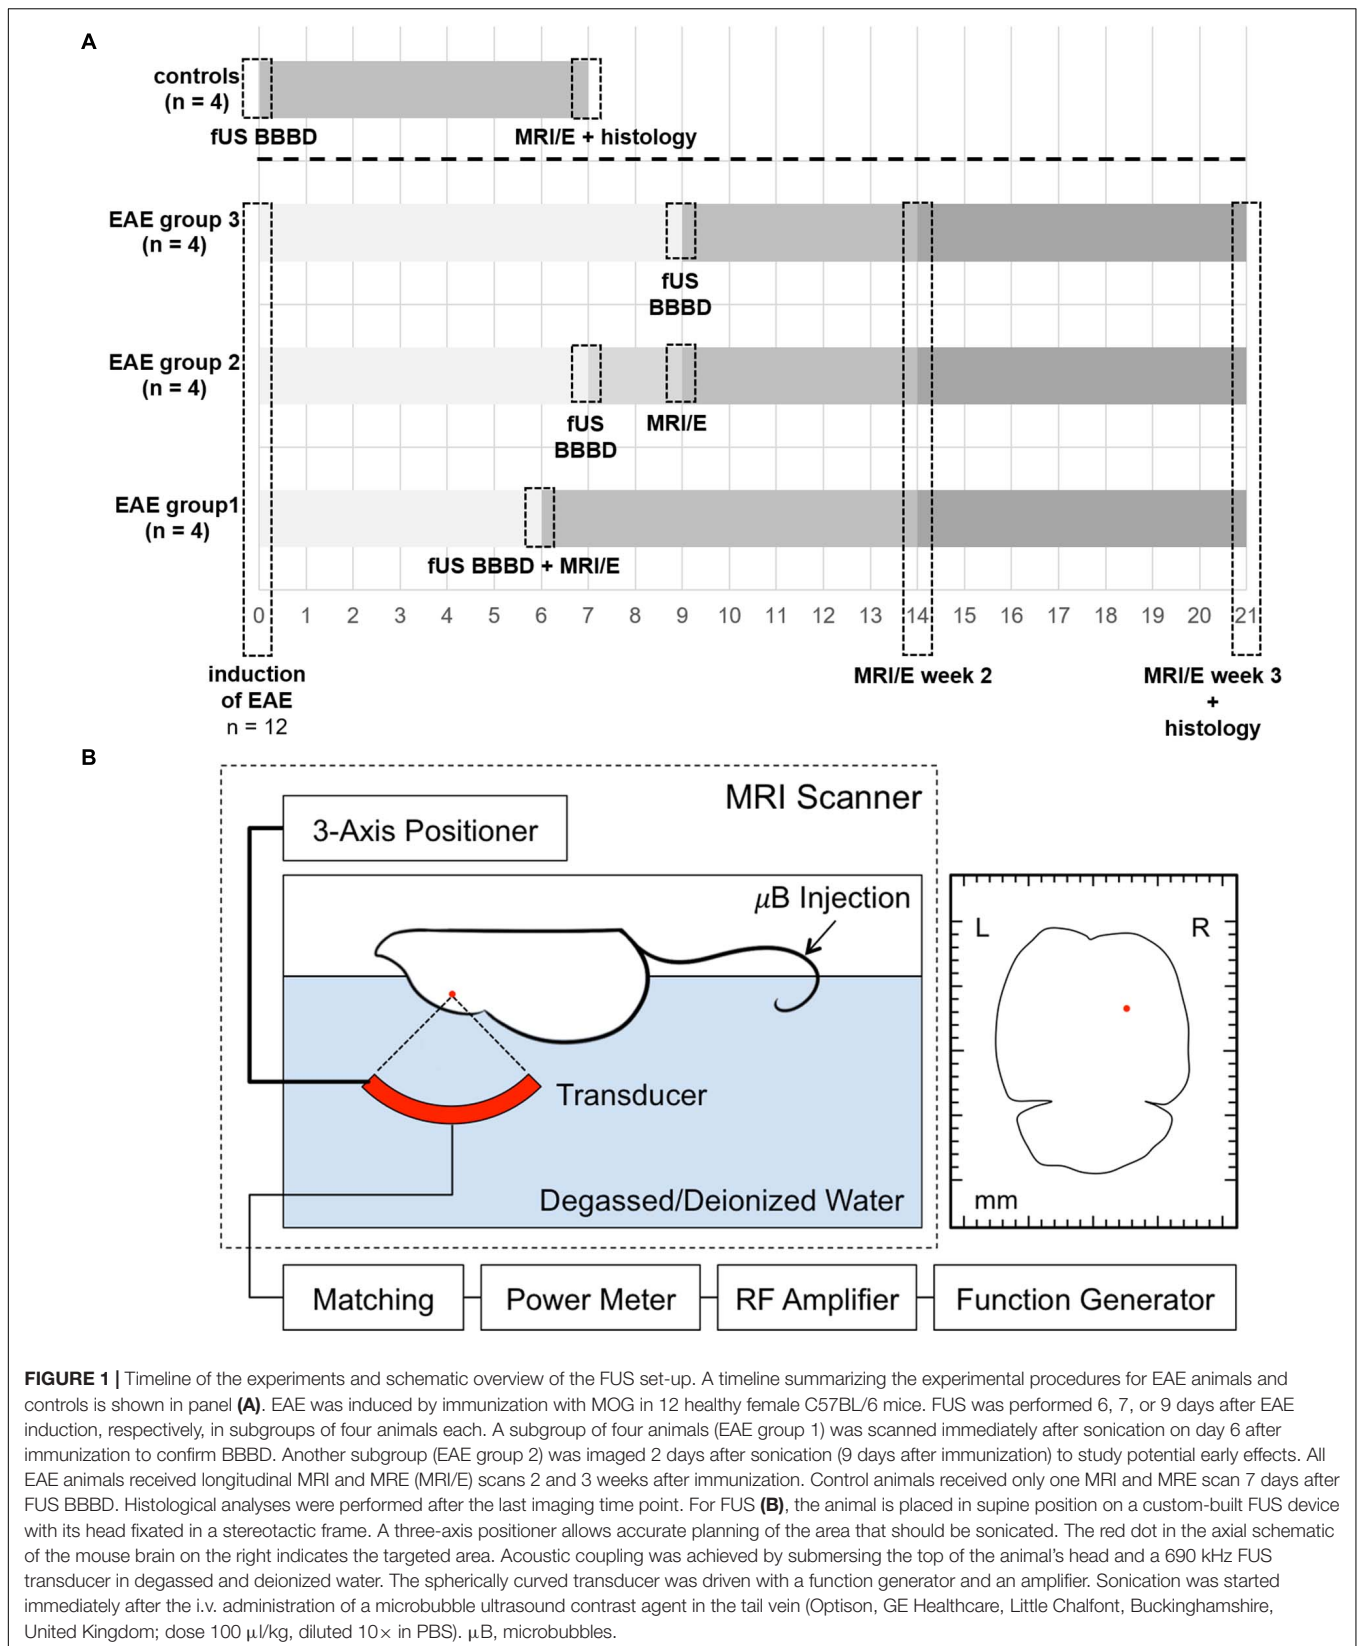 A
controls
(n = 4)
fUS BBBD
MRI/E + histology
EAE group 3
(n = 4)
fUS
BBBD
EAE group 2
(n = 4)
fUS
BBBD
MRI/E
EAE group1
(n = 4)
fUS BBBD + MRI/E
0 1 2 3 4 5 6 7 8 9 10 11 12 13 14 15 16 17 18 19 20 21
induction
of EAE
n = 12
MRI/E week 2
MRI/E week 3
+
histology
B
MRI Scanner
3-Axis Positioner
μB Injection
L
R
Transducer
Degassed/Deionized Water
mm
Matching
Power Meter
RF Amplifier
Function Generator
FIGURE 1 | Timeline of the experiments and schematic overview of the FUS set-up. A timeline summarizing the experimental procedures for EAE animals and
controls is shown in panel (A). EAE was induced by immunization with MOG in 12 healthy female C57BL/6 mice. FUS was performed 6, 7, or 9 days after EAE
induction, respectively, in subgroups of four animals each. A subgroup of four animals (EAE group 1) was scanned immediately after sonication on day 6 after
immunization to confirm BBBD. Another subgroup (EAE group 2) was imaged 2 days after sonication (9 days after immunization) to study potential early effects. All
EAE animals received longitudinal MRI and MRE (MRI/E) scans 2 and 3 weeks after immunization. Control animals received only one MRI and MRE scan 7 days after
FUS BBBD. Histological analyses were performed after the last imaging time point. For FUS (B), the animal is placed in supine position on a custom-built FUS device
with its head fixated in a stereotactic frame. A three-axis positioner allows accurate planning of the area that should be sonicated. The red dot in the axial schematic
of the mouse brain on the right indicates the targeted area. Acoustic coupling was achieved by submersing the top of the animal's head and a 690 kHz FUS
transducer in degassed and deionized water. The spherically curved transducer was driven with a function generator and an amplifier. Sonication was started
immediately after the i.v. administration of a microbubble ultrasound contrast agent in the tail vein (Optison, GE Healthcare, Little Chalfont, Buckinghamshire,
United Kingdom; dose 100 μl/kg, diluted 10× in PBS). μB, microbubbles.